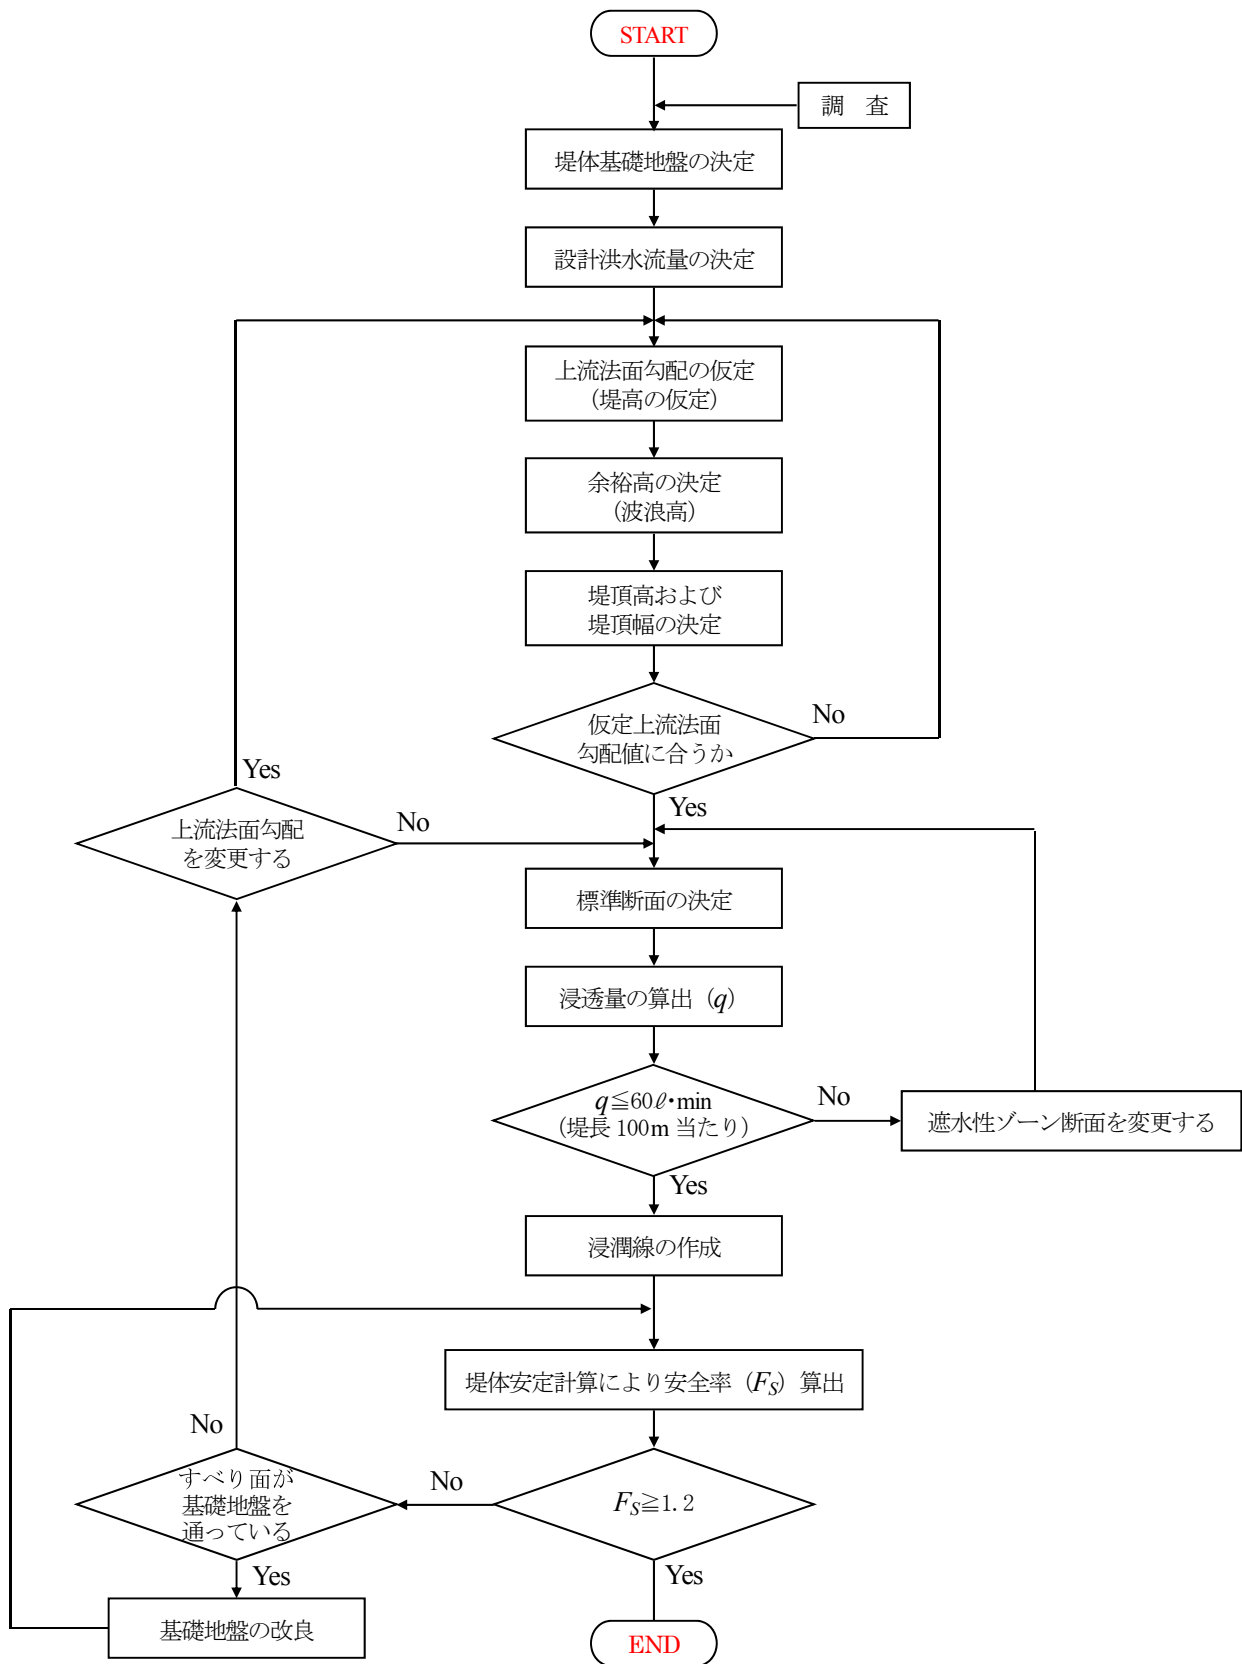 START
調　査
堤体基礎地盤の決定
設計洪水流量の決定
上流法面勾配の仮定
（堤高の仮定）
余裕高の決定
（波浪高）
堤頂高および
堤頂幅の決定
仮定上流法面
勾配値に合うか
No
Yes
Yes
上流法面勾配
を変更する
No
標準断面の決定
浸透量の算出（q）
q≦60ℓ･min
（堤長 100m 当たり）
No
遮水性ゾーン断面を変更する
Yes
浸潤線の作成
堤体安定計算により安全率（FS）算出
No
すべり面が
基礎地盤を
通っている
No
FS≧1.2
Yes
Yes
基礎地盤の改良
END